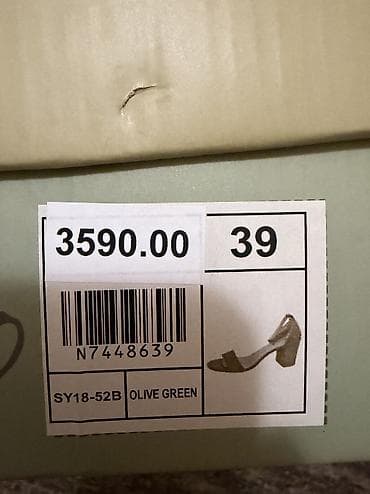 3590.00
39
N7448639
SY18-52B
OLIVE GREEN